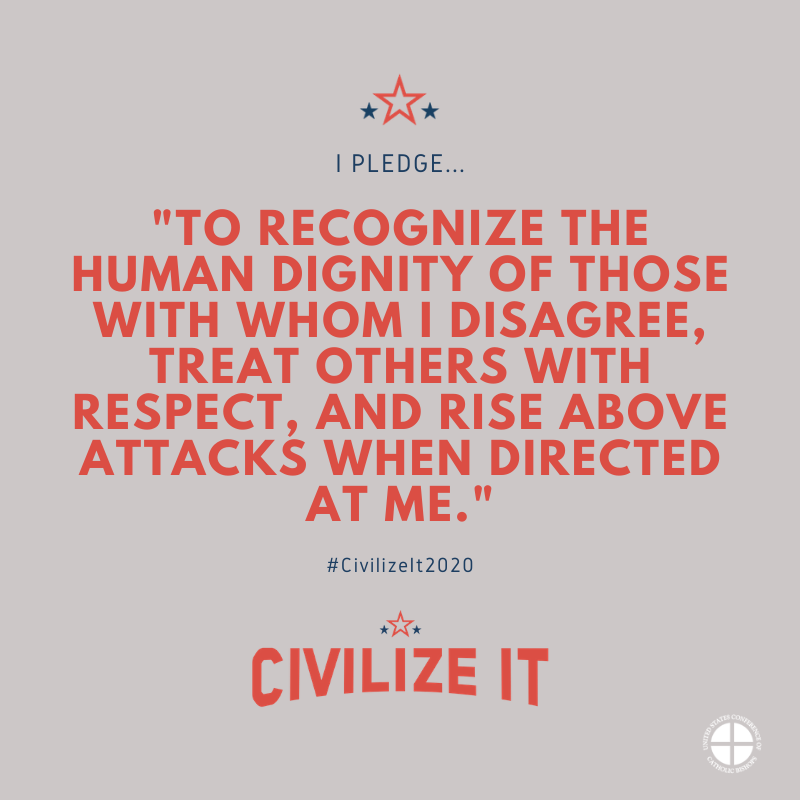 I PLEDGE...
"TO RECOGNIZE THE
HUMAN DIGNITY OF THOSE
WITH WHOM I DISAGREE,
TREAT OTHERS WITH
RESPECT, AND RISE ABOVE
ATTACKS WHEN DIRECTED
AT ME."
#CivilizeIt2020
CIVILIZE IT
UNITED STATES CONFERENCE OF
CATHOLIC BISHOPS